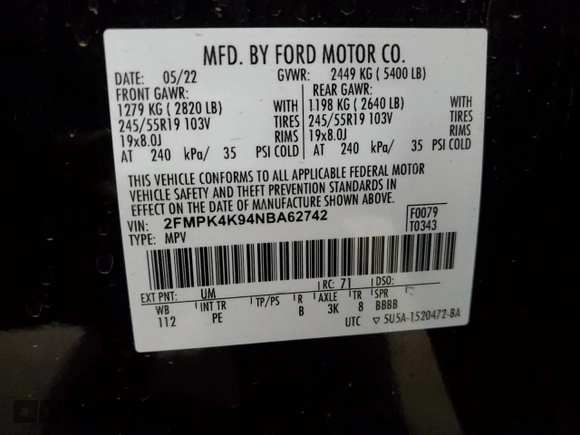 MFD. BY FORD MOTOR CO.
DATE: 05/22 GVWR: 2449 KG ( 5400 LB)
FRONT GAWR: REAR GAWR:
1279 KG ( 2820 LB) WITH 1198 KG ( 2640 LB) WITH
245/55R19 103V TIRES 245/55R19 103V TIRES
19x8.0J RIMS 19x8.0J RIMS
AT 240 kPa/ 35 PSI COLD AT 240 kPa/ 35 PSI COLD
THIS VEHICLE CONFORMS TO ALL APPLICABLE FEDERAL MOTOR
VEHICLE SAFETY AND THEFT PREVENTION STANDARDS IN
EFFECT ON THE DATE OF MANUFACTURE SHOWN ABOVE.
VIN: 2FMPK4K94NBA62742 F0079
TYPE: MPV T0343
EXT PNT: UM RC: 71 DSO:
WB INT TR TP/PS R AXLE TR SPR
112 PE B 3K 8 BBBB
UTC ▽ SU5A-1520472-BA